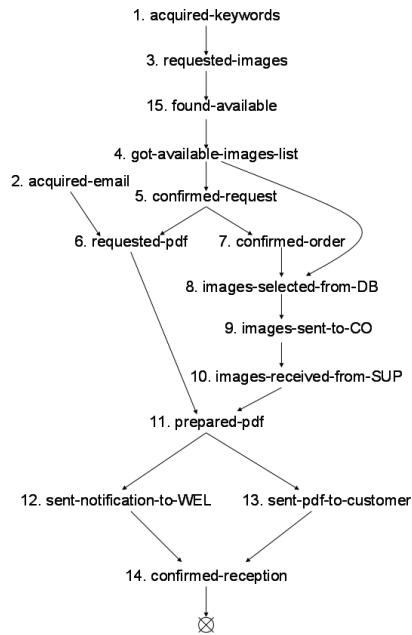 1. acquired-keywords
3. requested-images
15. found-available
4. got-available-images-list
2. acquired-email
5. confirmed-request
6. requested-pdf
7. confirmed-order
8. images-selected-from-DB
9. images-sent-to-CO
10. images-received-from-SUP
11. prepared-pdf
12. sent-notification-to-WEL
13. sent-pdf-to-customer
14. confirmed-reception